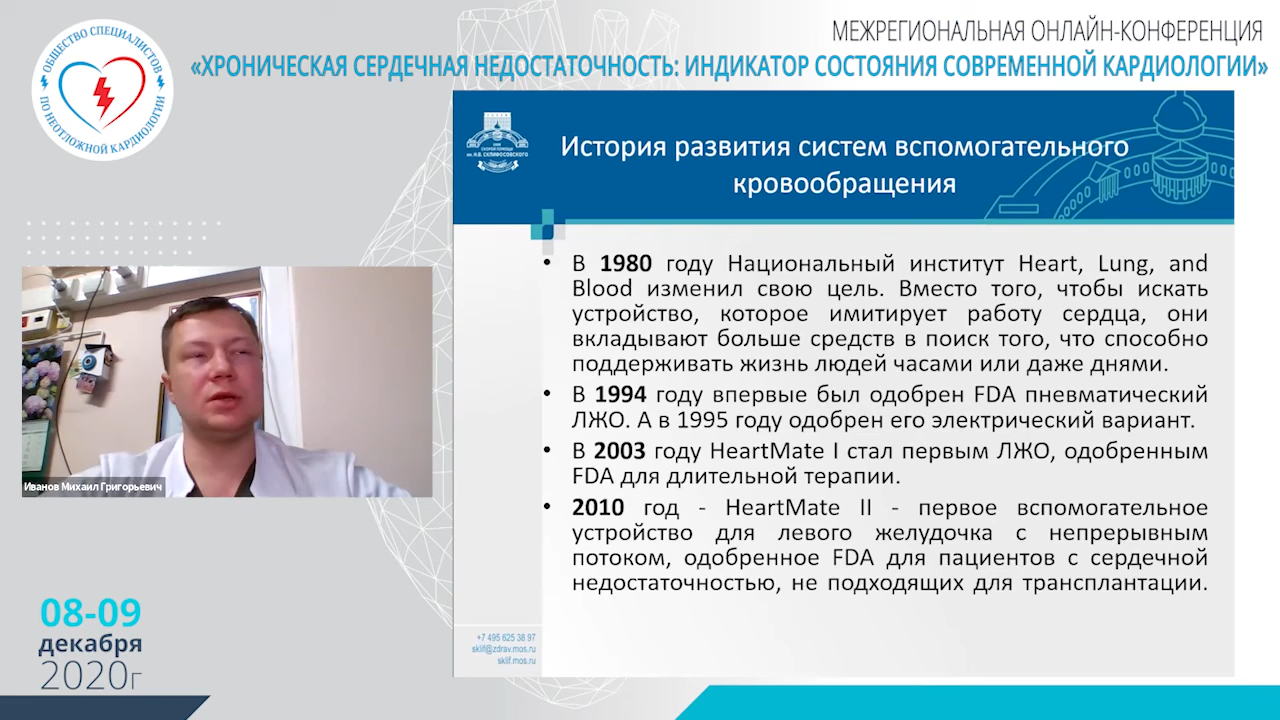 ОБЩЕСТВО СПЕЦИАЛИСТОВ
ПО НЕОТЛОЖНОЙ КАРДИОЛОГИИ
МЕЖРЕГИОНАЛЬНАЯ ОНЛАЙН-КОНФЕРЕНЦИЯ
«ХРОНИЧЕСКАЯ СЕРДЕЧНАЯ НЕДОСТАТОЧНОСТЬ: ИНДИКАТОР СОСТОЯНИЯ СОВРЕМЕННОЙ КАРДИОЛОГИИ»
НИИ
СКОРОЙ ПОМОЩИ
им. Н.В. СКЛИФОСОВСКОГО
История развития систем вспомогательного
кровообращения
• В 1980 году Национальный институт Heart, Lung, and
Blood изменил свою цель. Вместо того, чтобы искать
устройство, которое имитирует работу сердца, они
вкладывают больше средств в поиск того, что способно
поддерживать жизнь людей часами или даже днями.
• В 1994 году впервые был одобрен FDA пневматический
ЛЖО. А в 1995 году одобрен его электрический вариант.
• В 2003 году HeartMate I стал первым ЛЖО, одобренным
FDA для длительной терапии.
• 2010 год - HeartMate II - первое вспомогательное
устройство для левого желудочка с непрерывным
потоком, одобренное FDA для пациентов с сердечной
недостаточностью, не подходящих для трансплантации.
Иванов Михаил Григорьевич
08-09
декабря
2020г
+7 495 625 38 97
sklif@zdrav.mos.ru
sklif.mos.ru